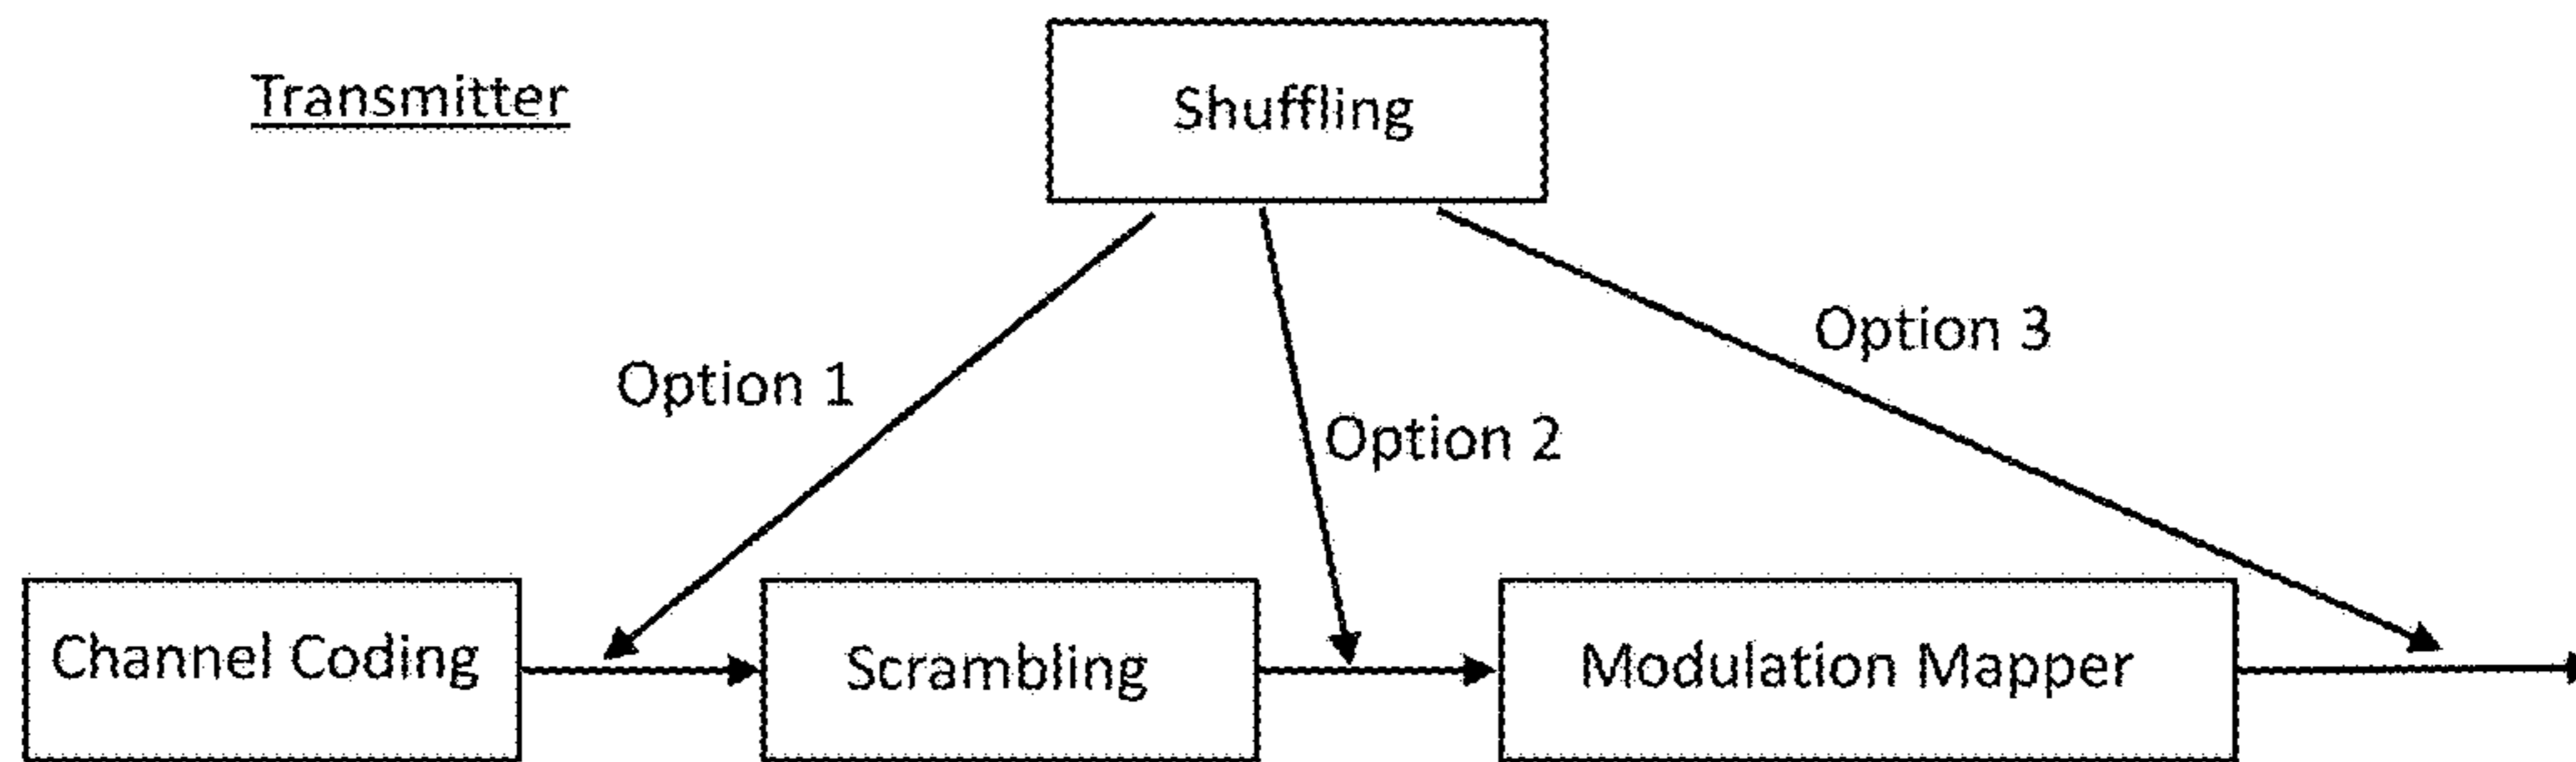 Transmitter
Shuffling
Option 3
Option 1
Option 2
Channel Coding
Scrambling
Modulation Mapper